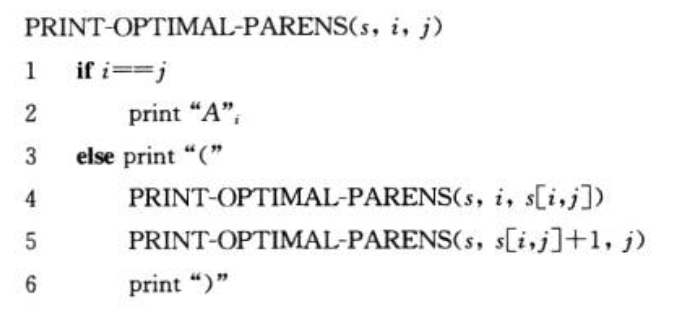 PRINT-OPTIMAL-PARENS(s, i, j)
1 if i==j
2 print “A”ᵢ
3 else print “(”
4 PRINT-OPTIMAL-PARENS(s, i, s[i,j])
5 PRINT-OPTIMAL-PARENS(s, s[i,j]+1, j)
6 print “)”